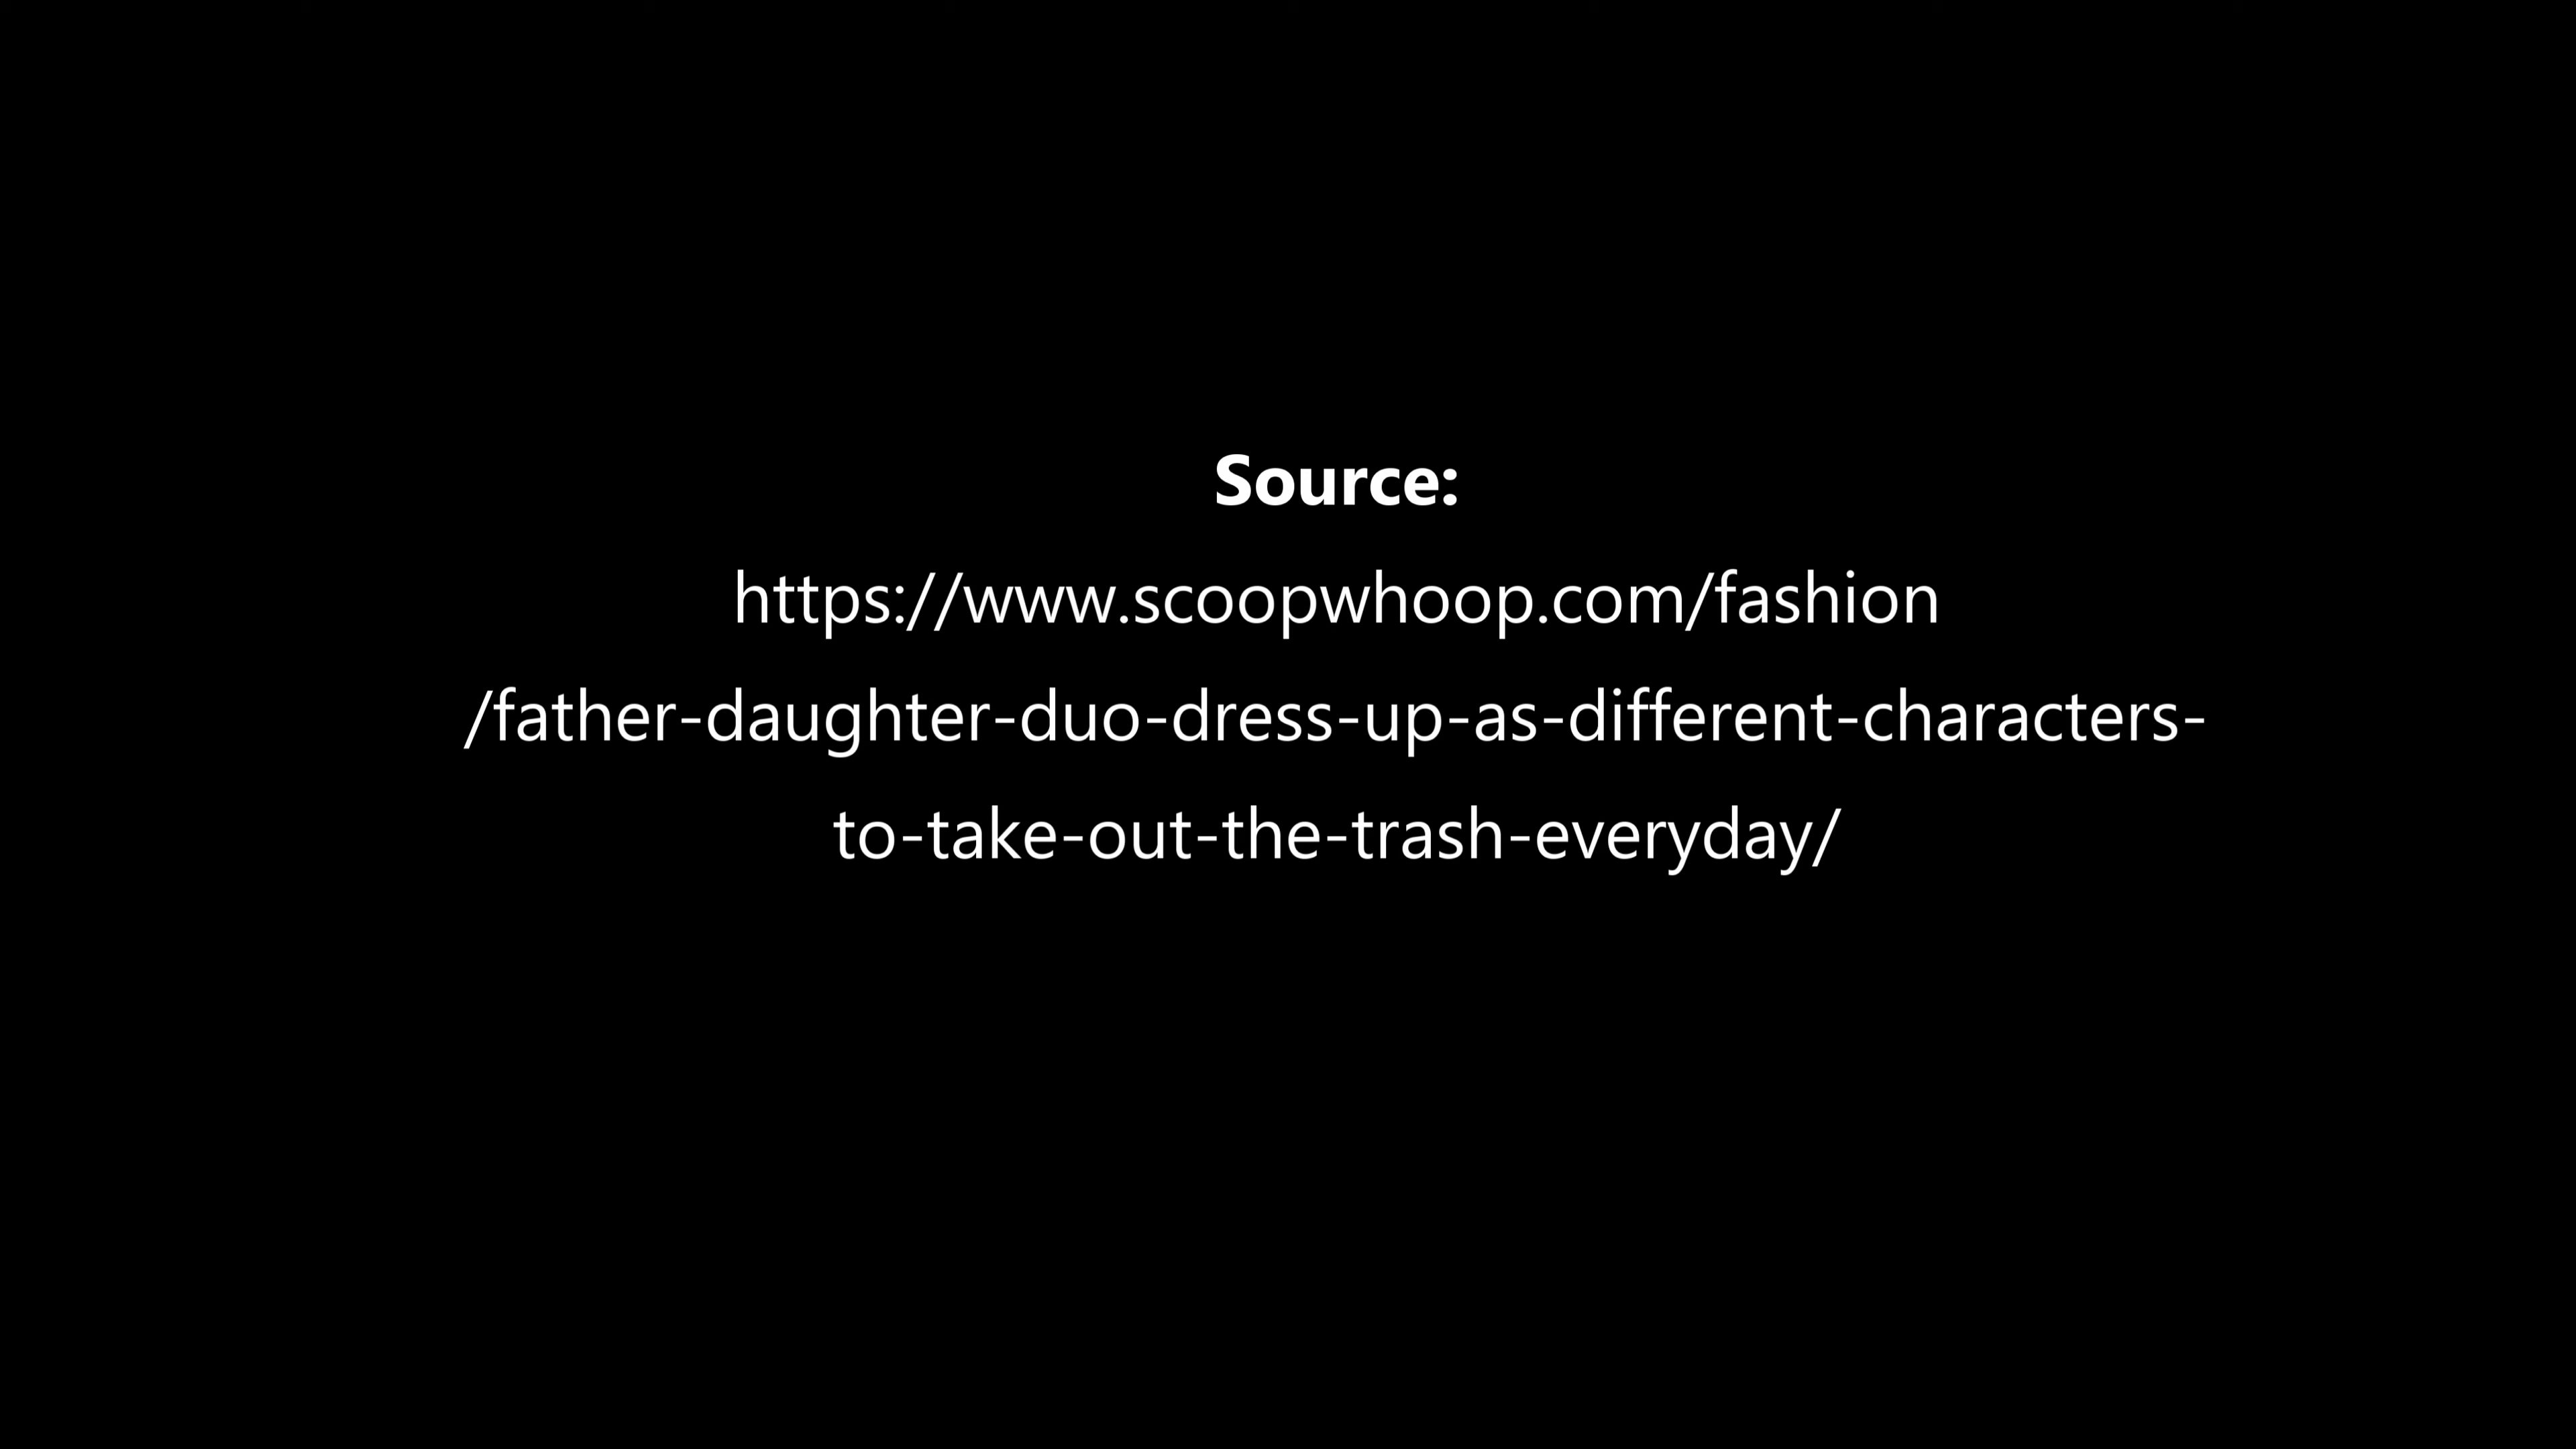 Source:
https://www.scoopwhoop.com/fashion
/father-daughter-duo-dress-up-as-different-characters-
to-take-out-the-trash-everyday/